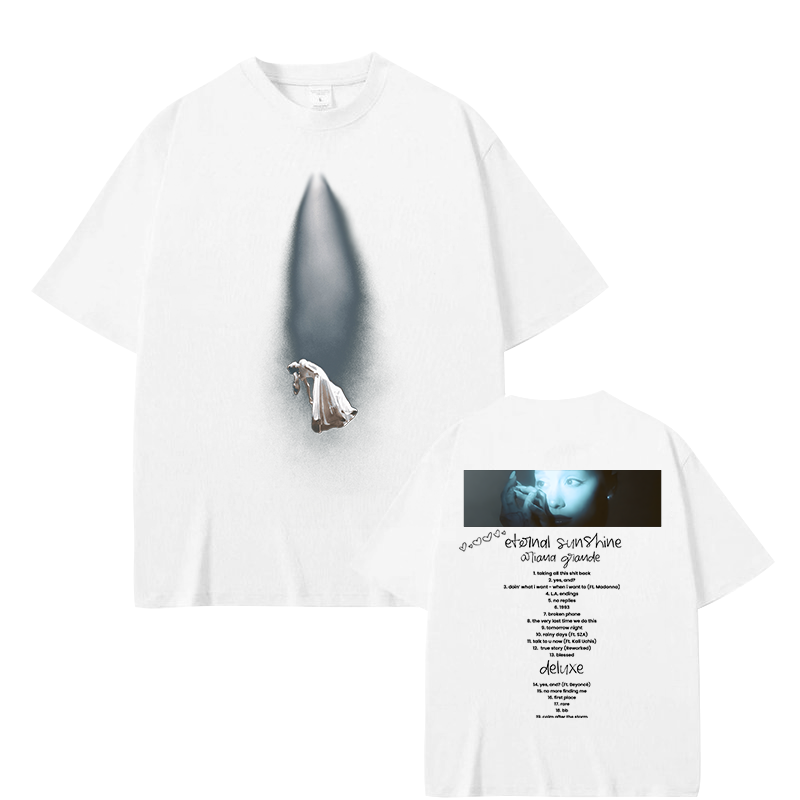 eternal sunshine
ariana grande
1. taking all this shit back
2. yes, and?
3. doin' what i want - when i want to (Ft. Madonna)
4. L.A. endings
5. no replies
6. 1993
7. broken phone
8. the very last time we do this
9. tomorrow night
10. rainy days (ft. SZA)
11. talk to u now (Ft. Kali Uchis)
12. true story (Reworked)
13. blessed
deluxe
14. yes, and? (Ft. Beyoncé)
15. no more finding me
16. first place
17. rare
18. bb
19. calm after the storm